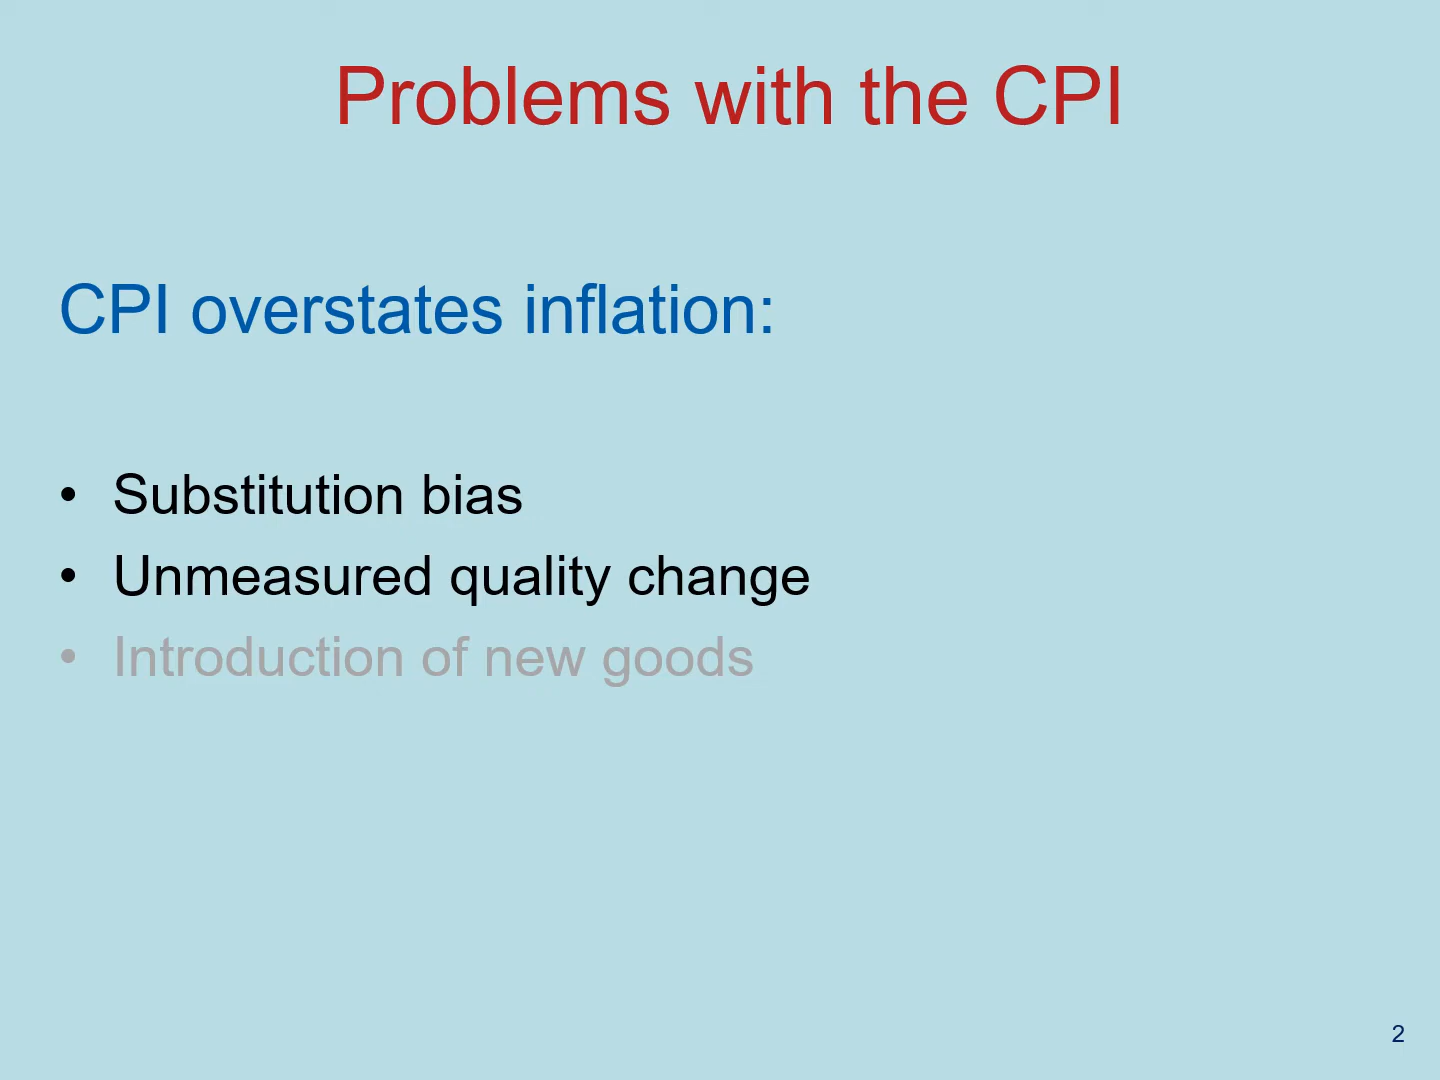 Problems with the CPI
CPI overstates inflation:
• Substitution bias
• Unmeasured quality change
• Introduction of new goods
2